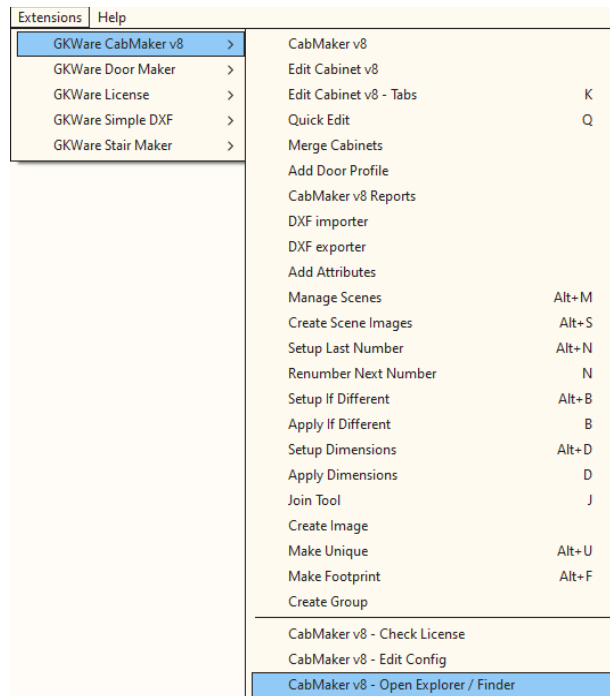 Extensions Help
GKWare CabMaker v8 >
GKWare Door Maker >
GKWare License >
GKWare Simple DXF >
GKWare Stair Maker >
CabMaker v8
Edit Cabinet v8
Edit Cabinet v8 - Tabs K
Quick Edit Q
Merge Cabinets
Add Door Profile
CabMaker v8 Reports
DXF importer
DXF exporter
Add Attributes
Manage Scenes Alt+M
Create Scene Images Alt+S
Setup Last Number Alt+N
Renumber Next Number N
Setup If Different Alt+B
Apply If Different B
Setup Dimensions Alt+D
Apply Dimensions D
Join Tool J
Create Image
Make Unique Alt+U
Make Footprint Alt+F
Create Group
CabMaker v8 - Check License
CabMaker v8 - Edit Config
CabMaker v8 - Open Explorer / Finder